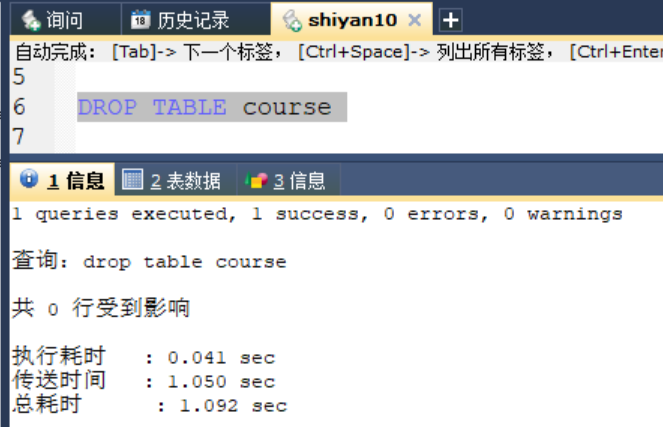 询问 18 历史记录 shiyan10
自动完成： [Tab]-> 下一个标签， [Ctrl+Space]-> 列出所有标签， [Ctrl+Enter
5
6 DROP TABLE course
7
1 信息 2 表数据 3 信息
1 queries executed, 1 success, 0 errors, 0 warnings
查询：drop table course
共 0 行受到影响
执行耗时 : 0.041 sec
传送时间 : 1.050 sec
总耗时 : 1.092 sec